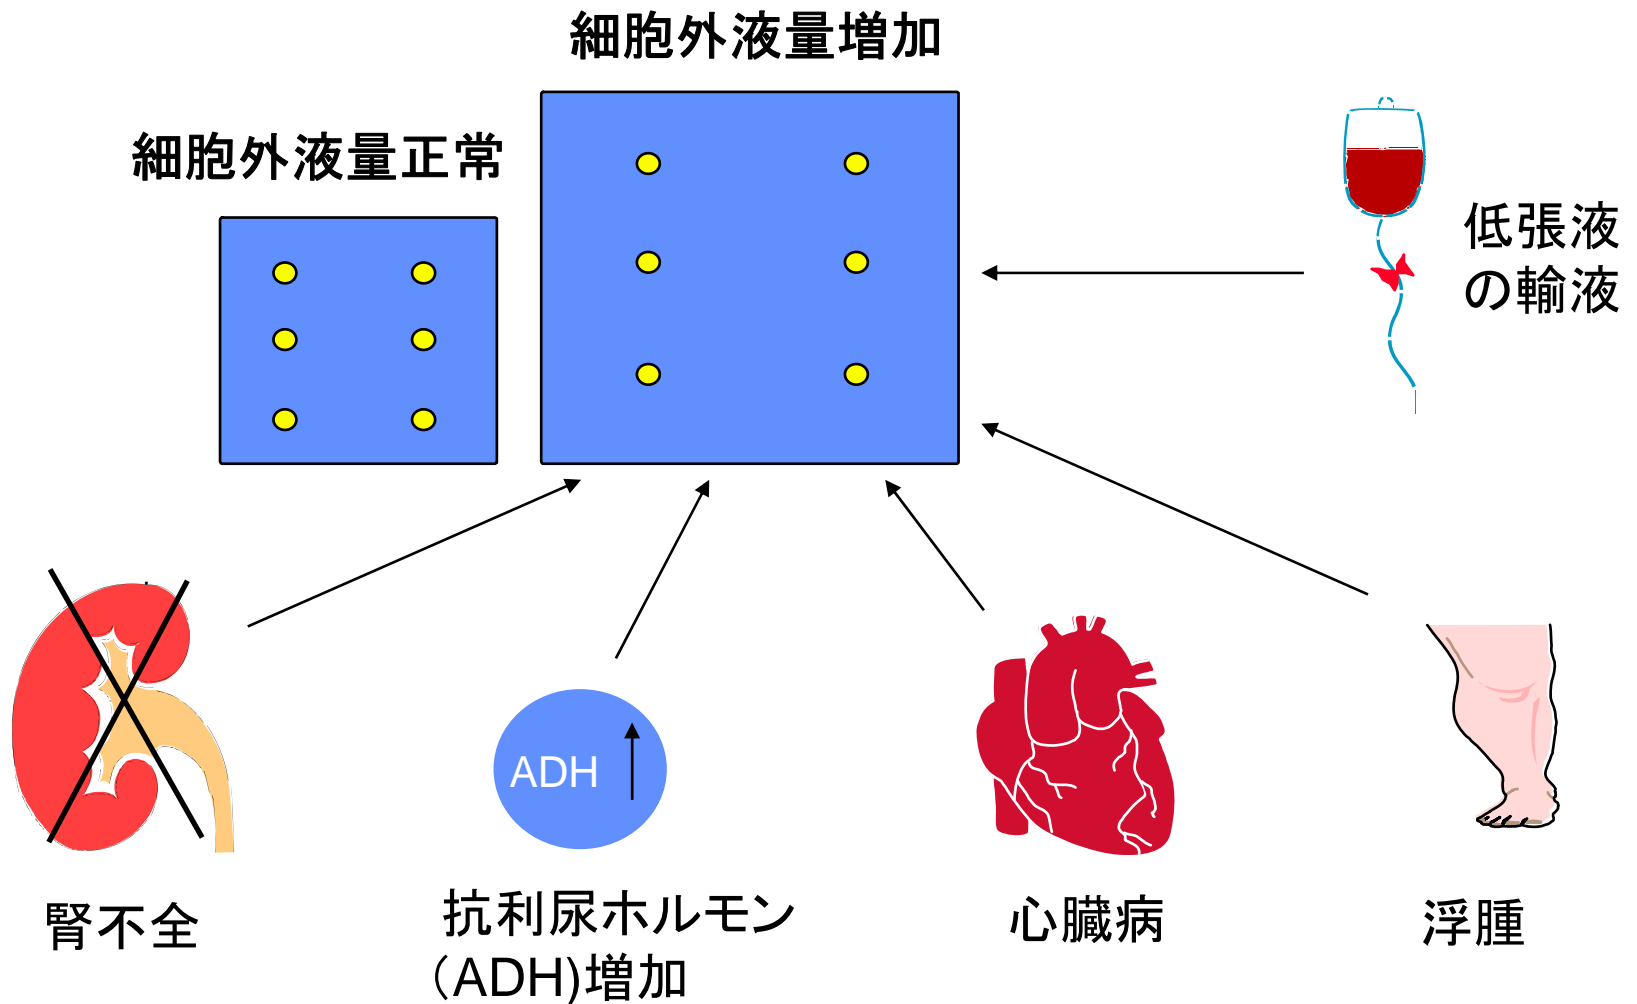 細胞外液量増加
細胞外液量正常
低張液
の輸液
ADH
腎不全
抗利尿ホルモン
（ADH)増加
心臓病
浮腫